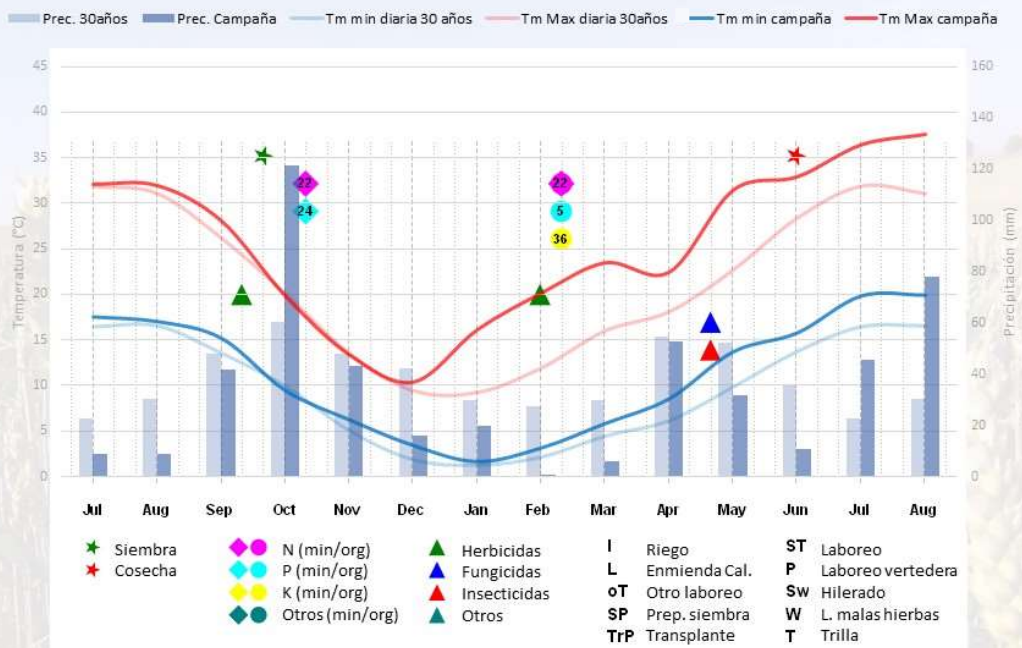 Prec. 30años Prec. Campaña Tm min diaria 30 años Tm Max diaria 30años Tm min campaña Tm Max campaña
45 160
40 140
35 120
30 100
25 80
20 60
15 40
10 20
5 0
0
Temperatura (°C)
Precipitación (mm)
22 22
24 5
36
Jul Aug Sep Oct Nov Dec Jan Feb Mar Apr May Jun Jul Aug
Siembra N (min/org) Herbicidas I Riego ST Laboreo
Cosecha P (min/org) Fungicidas L Enmienda Cal. P Laboreo vertedera
K (min/org) Insecticidas oT Otro laboreo Sw Hilerado
Otros (min/org) Otros SP Prep. siembra W L. malas hierbas
TrP Transplante T Trilla